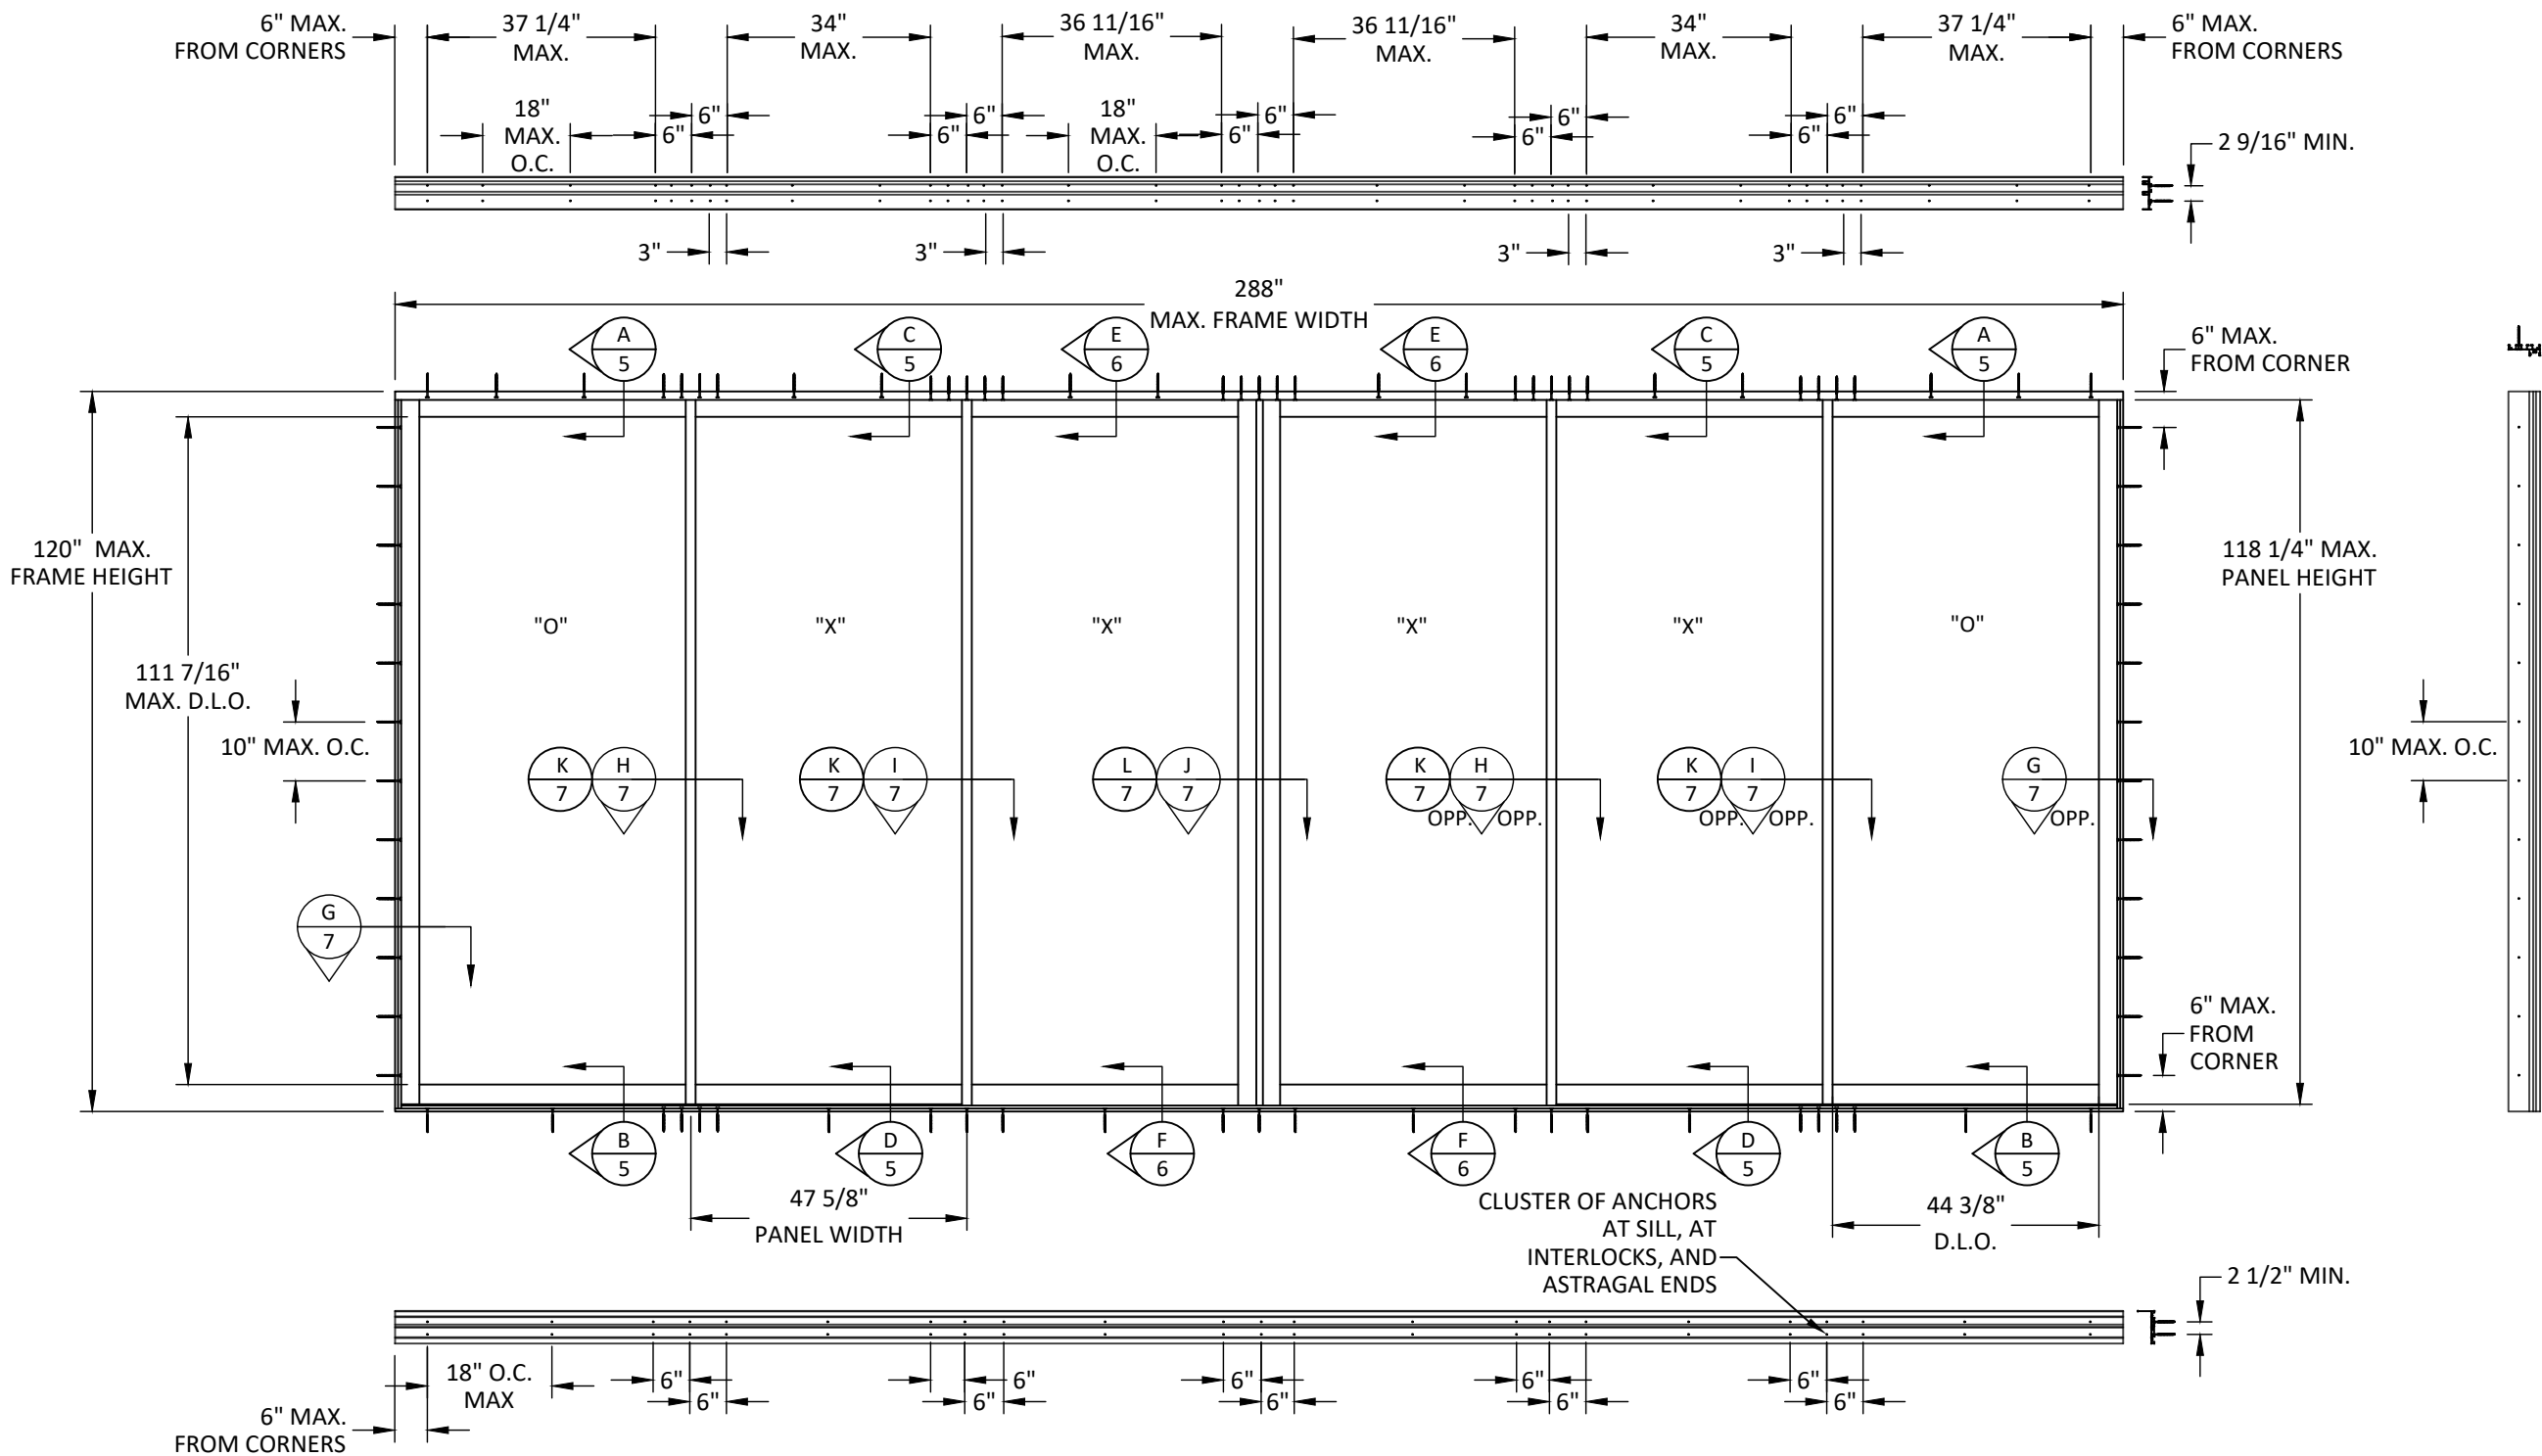 6" MAX.
FROM CORNERS
37 1/4"
MAX.
34"
MAX.
36 11/16"
MAX.
36 11/16"
MAX.
34"
MAX.
37 1/4"
MAX.
6" MAX.
FROM CORNERS
18"
MAX.
O.C.
6"
6"
6"
6"
18"
MAX.
O.C.
6"
6"
6"
6"
6"
6"
2 9/16" MIN.
3"
3"
3"
3"
288"
MAX. FRAME WIDTH
A
5
C
5
E
6
E
6
C
5
A
5
6" MAX.
FROM CORNER
120" MAX.
FRAME HEIGHT
111 7/16"
MAX. D.L.O.
10" MAX. O.C.
"O"
"X"
"X"
"X"
"X"
"O"
118 1/4" MAX.
PANEL HEIGHT
10" MAX. O.C.
K
7
H
7
K
7
I
7
L
7
J
7
K
7
OPP.
H
7
OPP.
K
7
OPP.
I
7
OPP.
G
7
OPP.
G
7
6" MAX.
FROM
CORNER
B
5
D
5
F
6
F
6
D
5
B
5
47 5/8"
PANEL WIDTH
CLUSTER OF ANCHORS
AT SILL, AT
INTERLOCKS, AND
ASTRAGAL ENDS
44 3/8"
D.L.O.
2 1/2" MIN.
18" O.C.
MAX
6"
6"
6"
6"
6"
6"
6"
6"
6"
6"
6" MAX.
FROM CORNERS